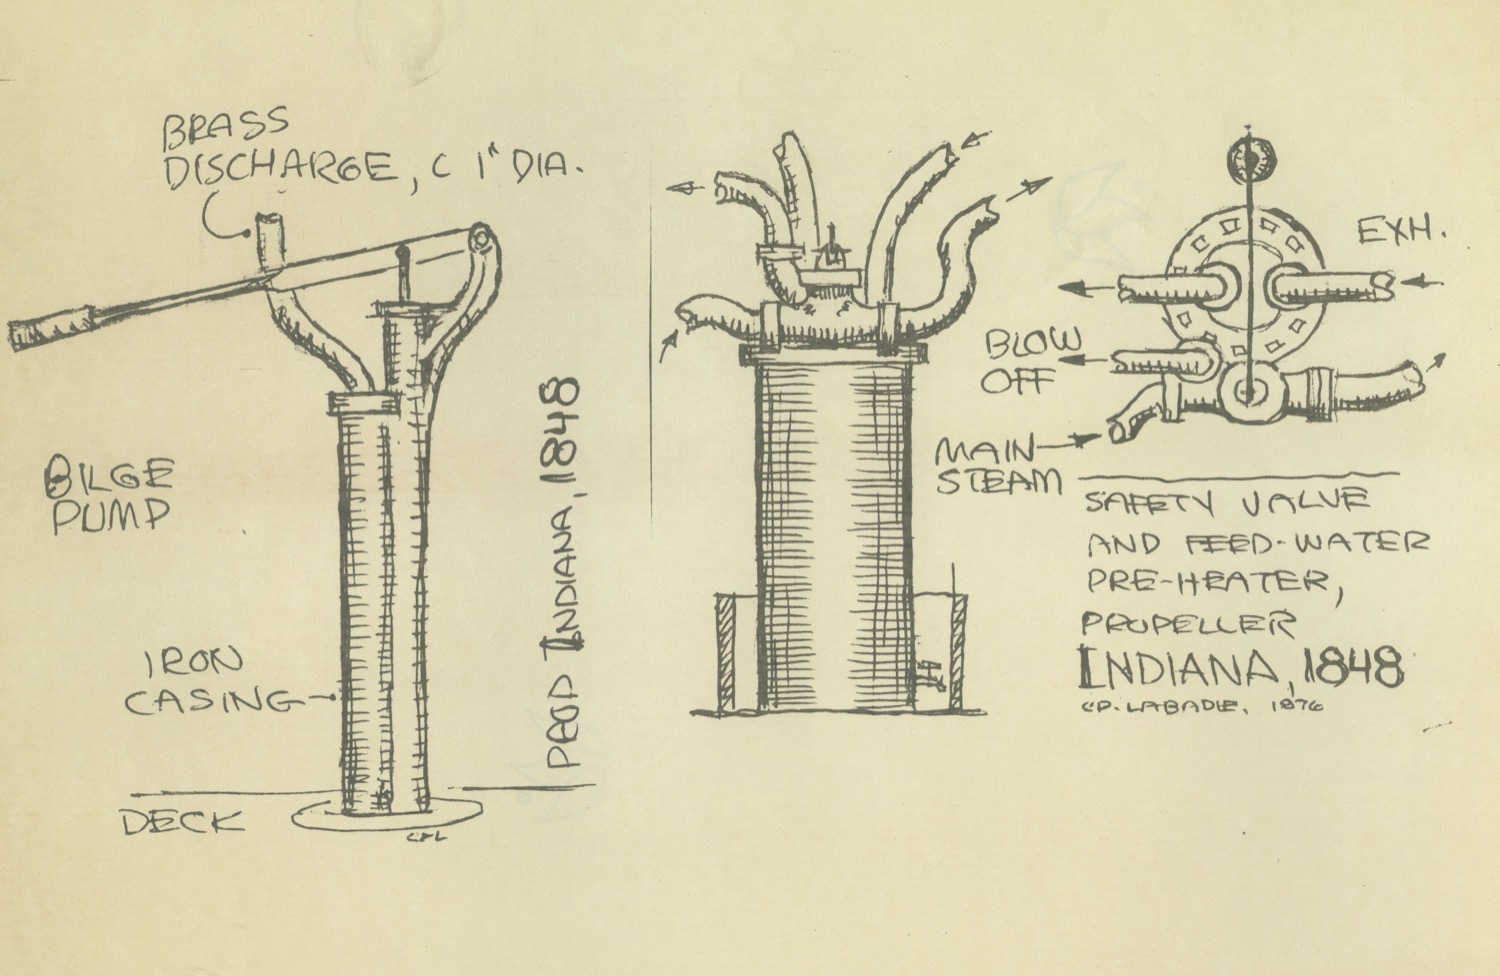 BRASS
DISCHARGE, C 1" DIA.
BILGE
PUMP
IRON
CASING
DECK
CPL
PROP INDIANA, 1848
EXH.
BLOW
OFF
MAIN
STEAM
SAFETY VALVE
AND FEED-WATER
PRE-HEATER,
PROPELLER
INDIANA, 1848
CP. LABADIE, 1976